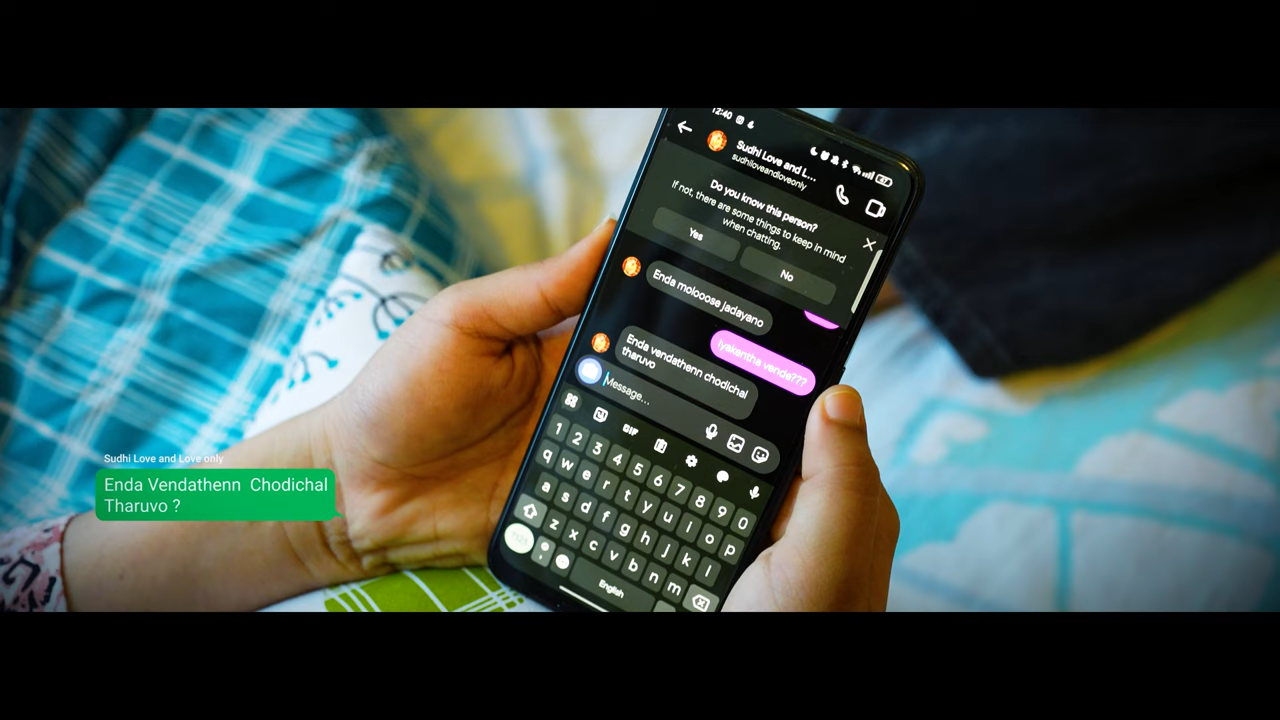 12:40
Sudhi Love and L...
sudhiloveandloveonly
Do you know this person?
If not, there are some things to keep in mind
when chatting.
Yes
No
Enda molooose jadayano
iyakentha vende???
Enda vendathenn chodichal
tharuvo
Message...
GIF
1 2 3 4 5 6 7 8 9 0
q w e r t y u i o p
a s d f g h j k l
z x c v b n m
?123
,
English
Sudhi Love and Love only
Enda Vendathenn Chodichal
Tharuvo ?